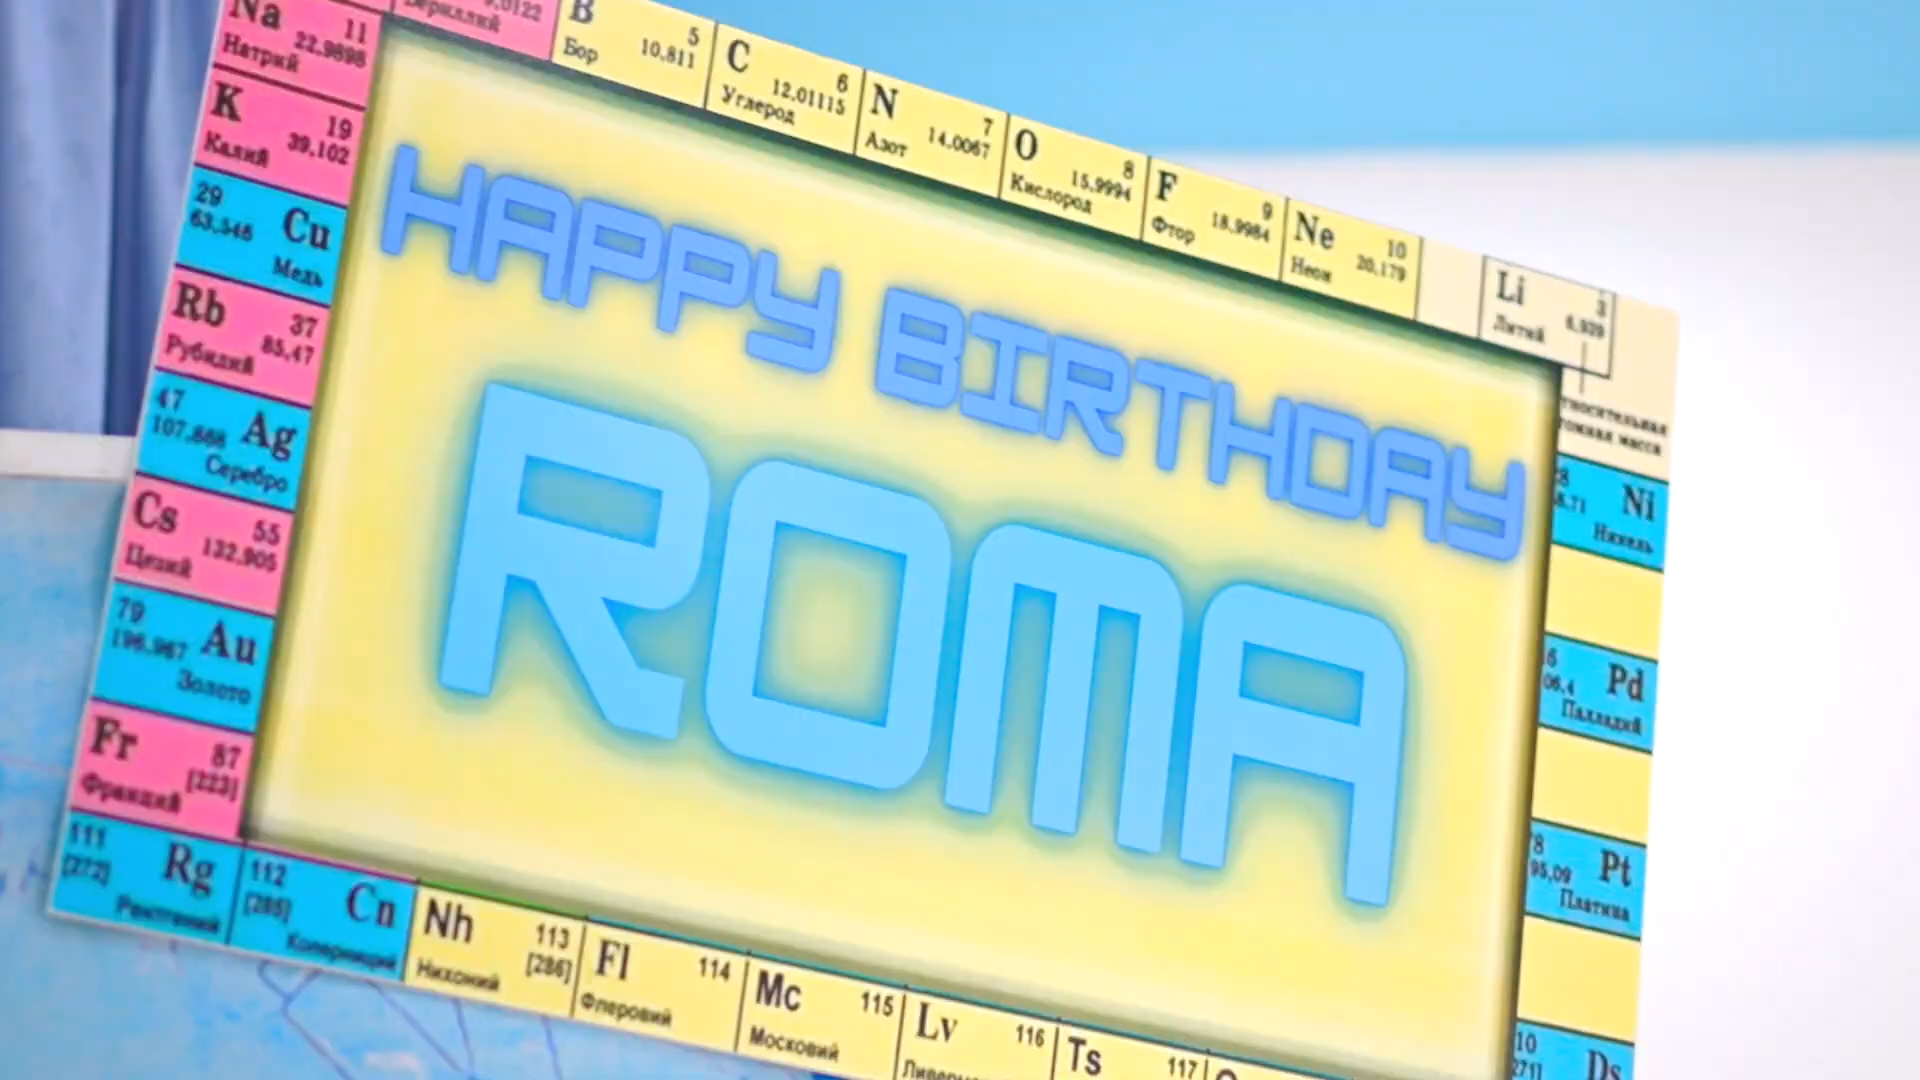 Na 11
22,9898
Натрий
B 5
10,811
Бор
C 6
12,01115
Углерод
N 7
14,0067
Азот
O 8
15,9994
Кислород
F 9
18,9984
Фтор
Ne 10
20,179
Неон
Li 3
6,939
Литий
K 19
39,102
Калий
29 Cu
63,546
Медь
Rb 37
85,47
Рубидий
47 Ag
107,868
Серебро
Cs 55
132,905
Цезий
79 Au
196,967
Золото
Fr 87
[223]
Франций
111 Rg
[272]
Рентгений
112 Cn
[285]
Коперниций
Nh 113
[286]
Нихоний
Fl 114
Флеровий
Mc 115
Московий
Lv 116
Ts 117
HAPPY BIRTHDAY
ROMA
Ni
Никель
Pd
Палладий
Pt
Платина
Ds